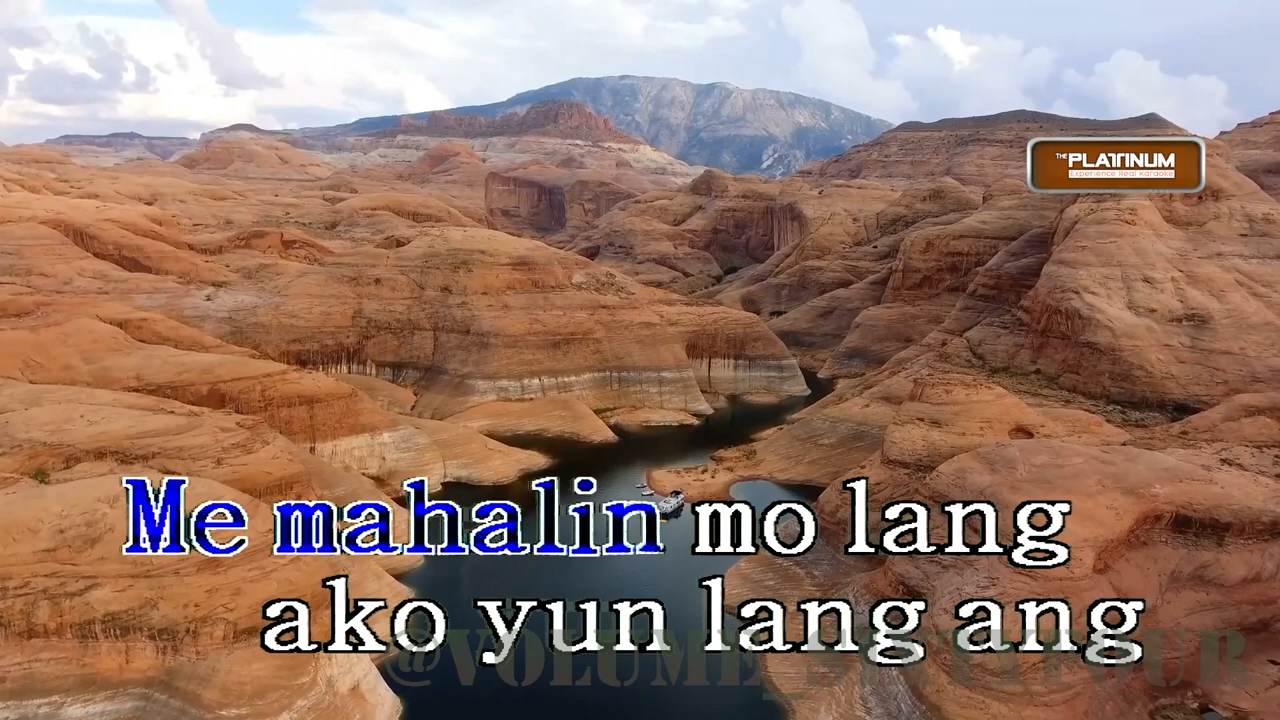 THE PLATINUM
Experience Real Karaoke
Me mahalin mo lang
ako yun lang ang